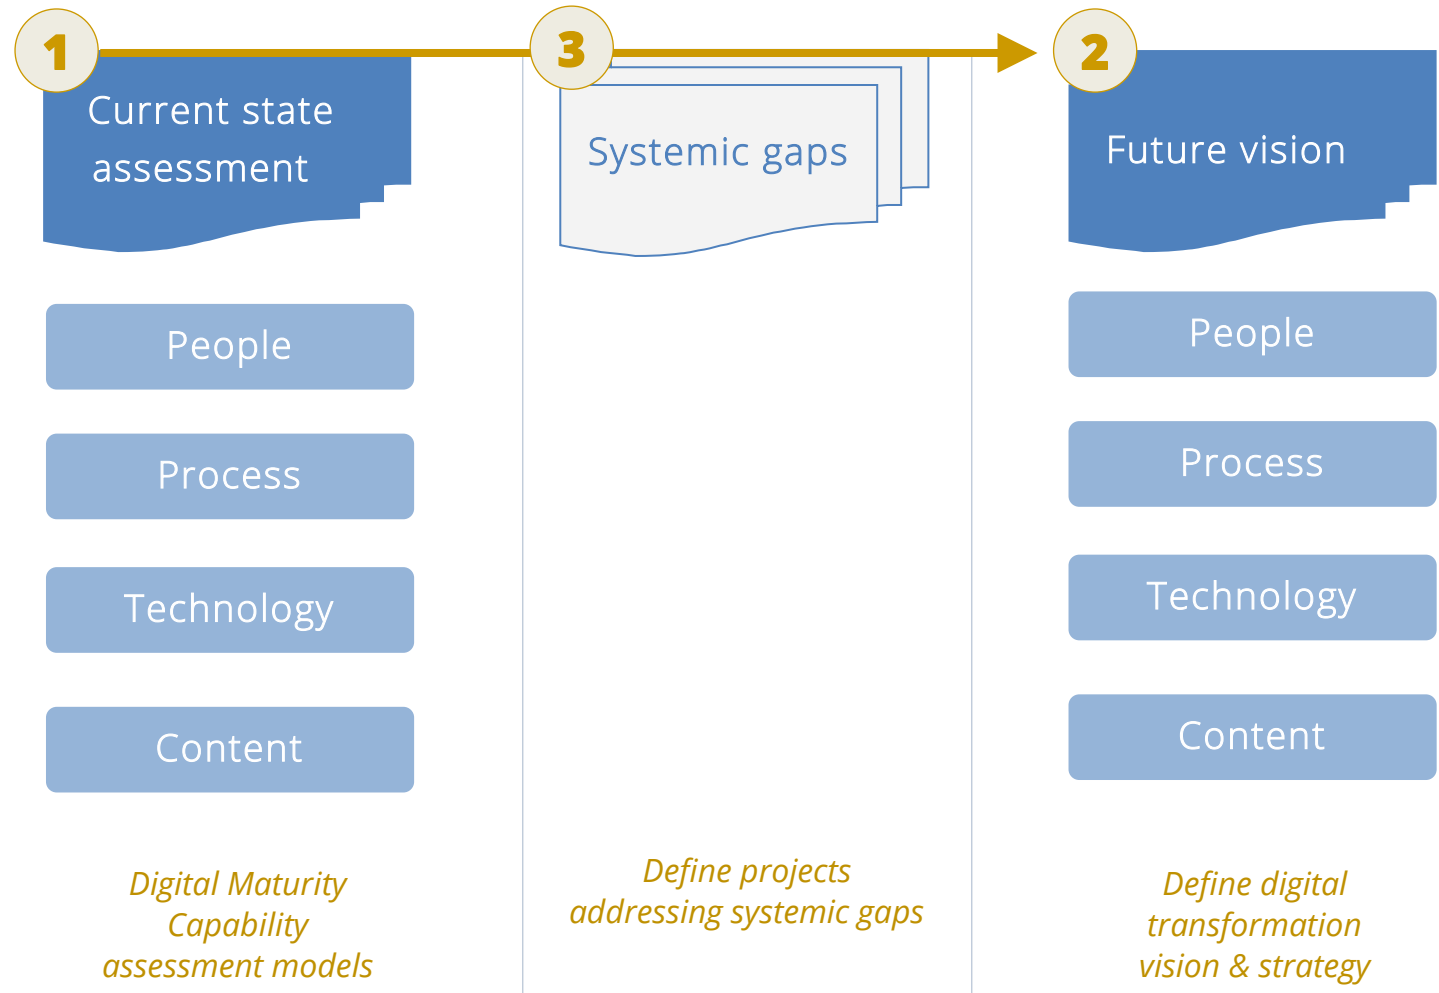 1
Current state
assessment
People
Process
Technology
Content
Digital Maturity
Capability
assessment models
3
Systemic gaps
Define projects
addressing systemic gaps
2
Future vision
People
Process
Technology
Content
Define digital
transformation
vision & strategy